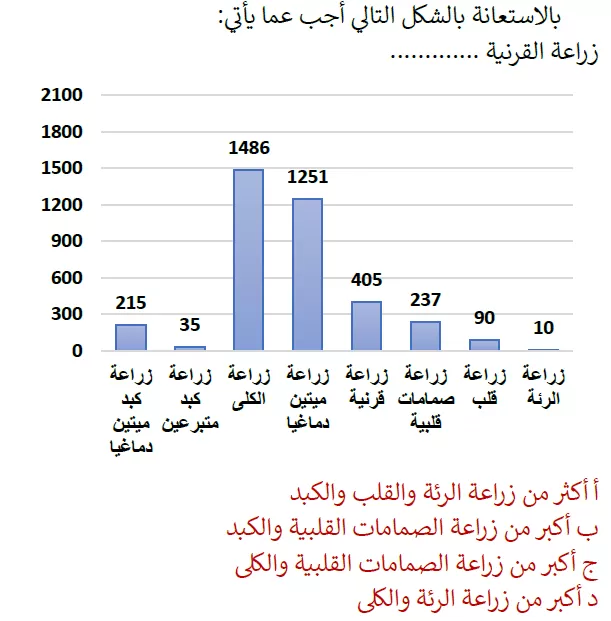 بالاستعانة بالشكل التالي أجب عما يأتي:
زراعة القرنية .............
2100
1800
1500
1200
900
600
300
0
215
35
1486
1251
405
237
90
10
زراعة كبد ميتين دماغيا
زراعة كبد متبرعين
زراعة الكلى
زراعة ميتين دماغيا
زراعة قرنية
زراعة صمامات قلبية
زراعة قلب
زراعة الرئة
أ أكثر من زراعة الرئة والقلب والكبد
ب أكبر من زراعة الصمامات القلبية والكبد
ج أكبر من زراعة الصمامات القلبية والكلى
د أكبر من زراعة الرئة والكلى